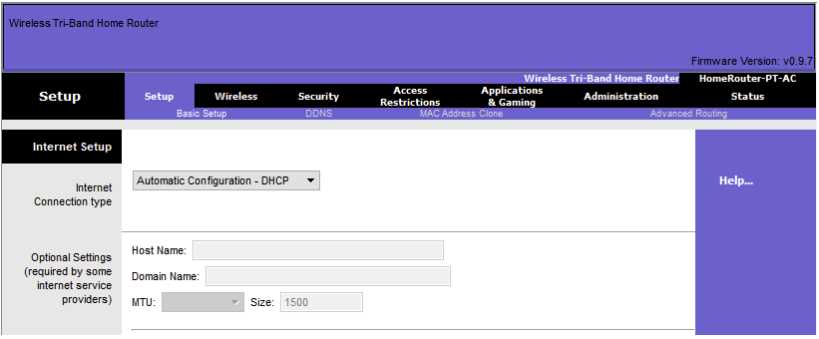 Wireless Tri-Band Home Router
Firmware Version: v0.9.7
Wireless Tri-Band Home Router HomeRouter-PT-AC
Setup
Setup Wireless Security Access Restrictions Applications & Gaming Administration Status
Basic Setup DDNS MAC Address Clone Advanced Routing
Internet Setup
Internet
Connection type
Automatic Configuration - DHCP
Help...
Optional Settings
(required by some
internet service
providers)
Host Name:
Domain Name:
MTU: Size: 1500